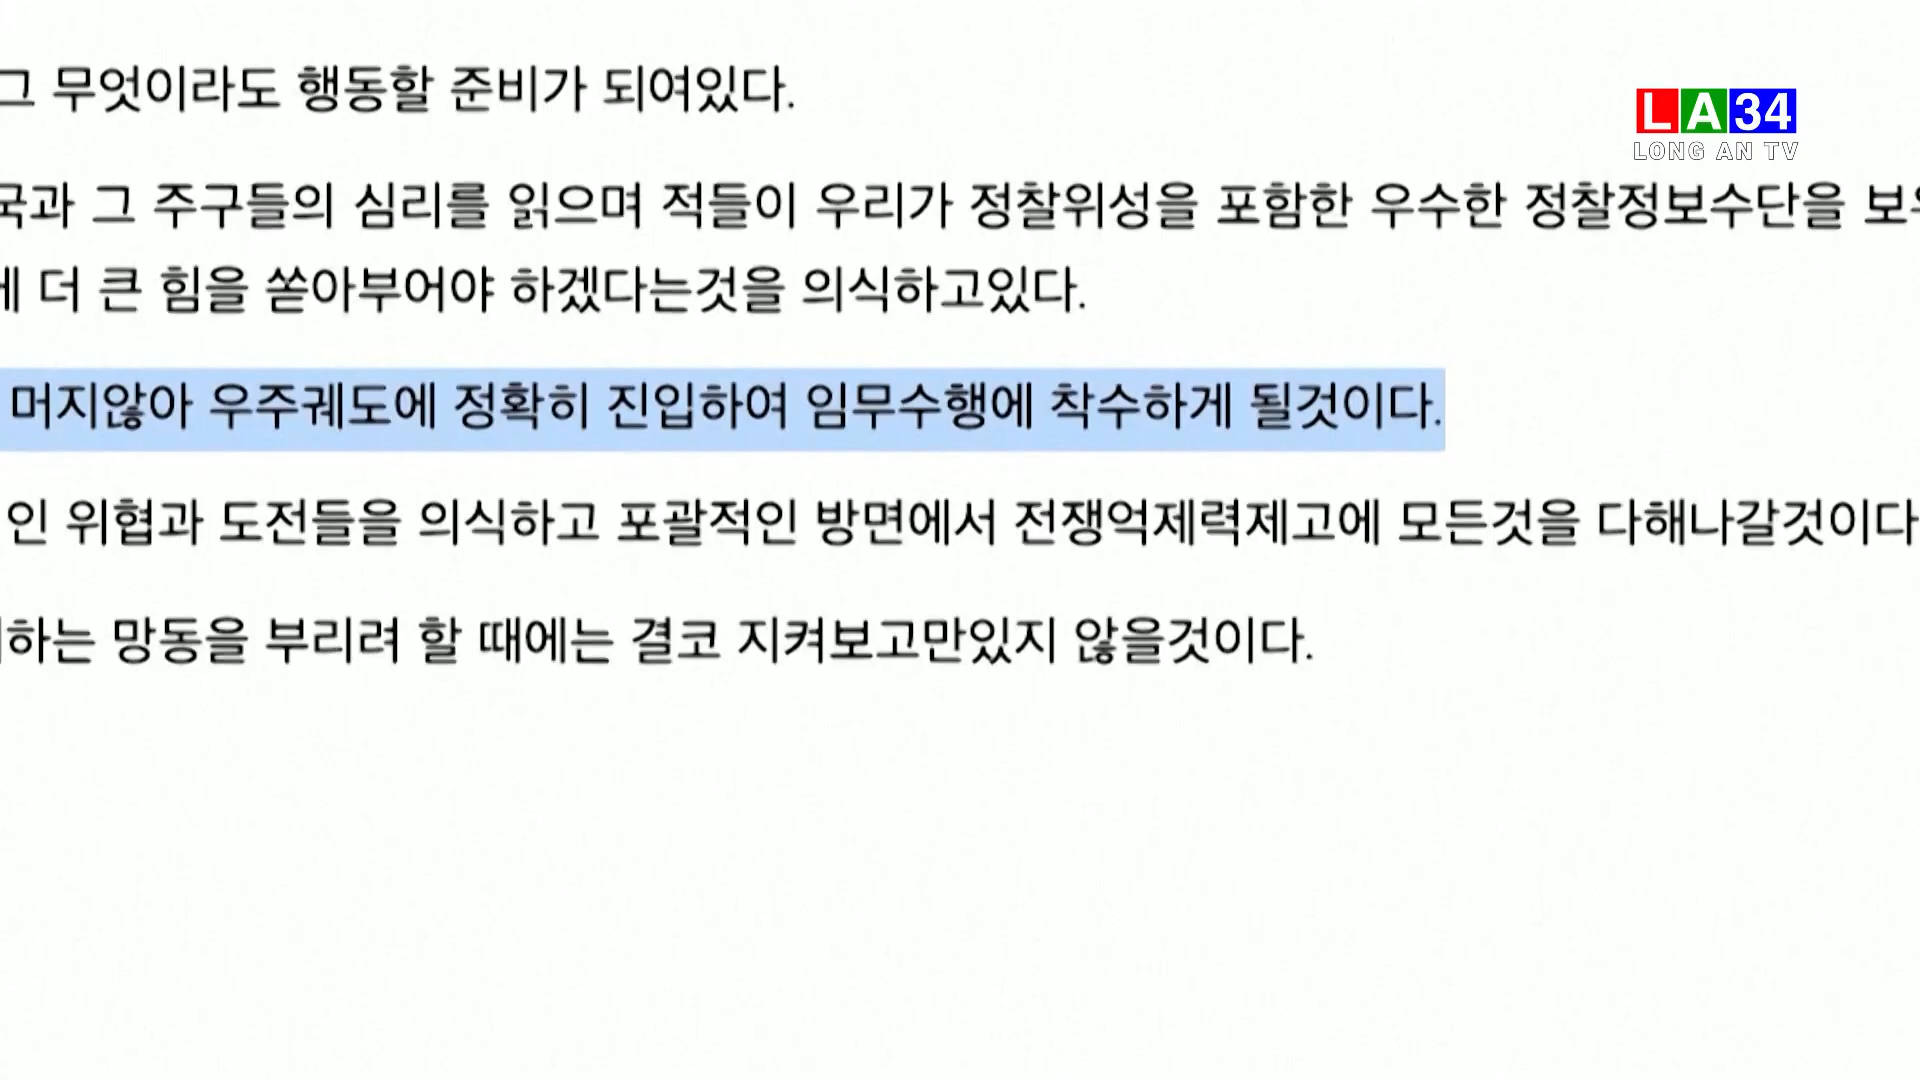 그 무엇이라도 행동할 준비가 되여있다.
LA34
LONG AN TV
국과 그 주구들의 심리를 읽으며 적들이 우리가 정찰위성을 포함한 우수한 정찰정보수단을
에 더 큰 힘을 쏟아부어야 하겠다는것을 의식하고있다.
머지않아 우주궤도에 정확히 진입하여 임무수행에 착수하게 될것이다.
인 위협과 도전들을 의식하고 포괄적인 방면에서 전쟁억제력제고에 모든것을 다해나갈것이다
하는 망동을 부리려 할 때에는 결코 지켜보고만있지 않을것이다.